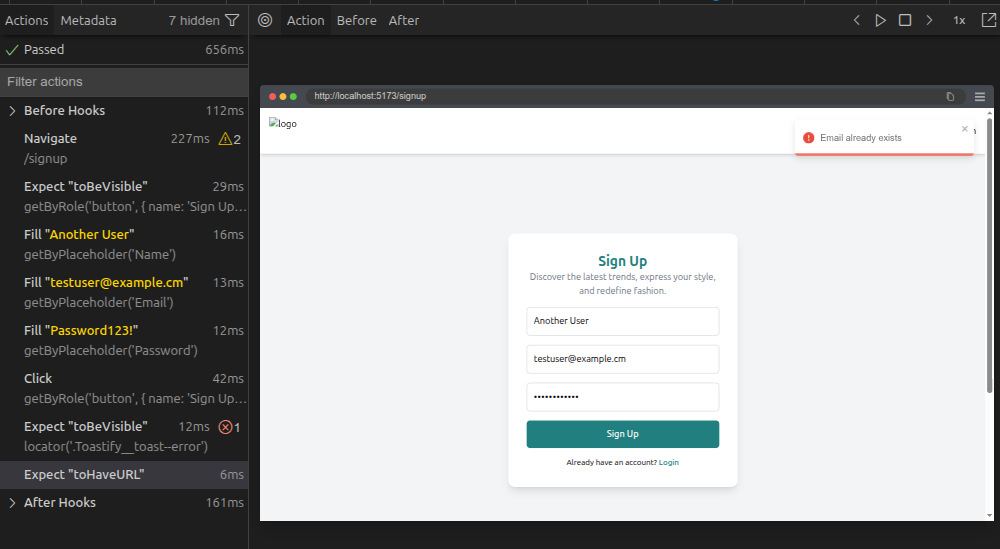 Actions Metadata 7 hidden
Action Before After 1x
Passed 656ms
Filter actions
Before Hooks 112ms
Navigate 227ms 2
/signup
Expect "toBeVisible" 29ms
getByRole('button', { name: 'Sign Up...
Fill "Another User" 16ms
getByPlaceholder('Name')
Fill "testuser@example.cm" 13ms
getByPlaceholder('Email')
Fill "Password123!" 12ms
getByPlaceholder('Password')
Click 42ms
getByRole('button', { name: 'Sign Up...
Expect "toBeVisible" 12ms 1
locator('.Toastify__toast--error')
Expect "toHaveURL" 6ms
After Hooks 161ms
http://localhost:5173/signup
logo
Email already exists
Sign Up
Discover the latest trends, express your style,
and redefine fashion.
Another User
testuser@example.cm
••••••••••••
Sign Up
Already have an account? Login